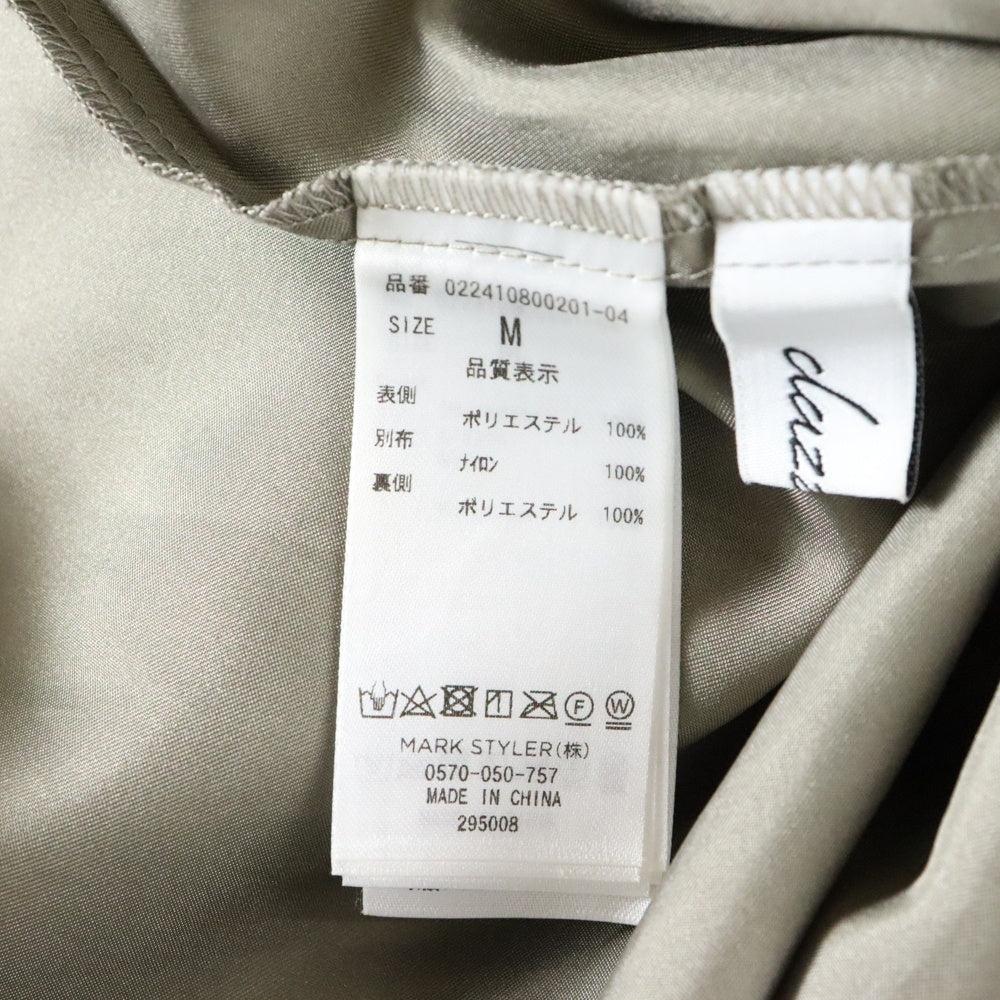 品番 022410800201-04
SIZE M
品質表示
表側 ポリエステル 100%
別布 ナイロン 100%
裏側 ポリエステル 100%
F W
MARK STYLER(株)
0570-050-757
MADE IN CHINA
295008